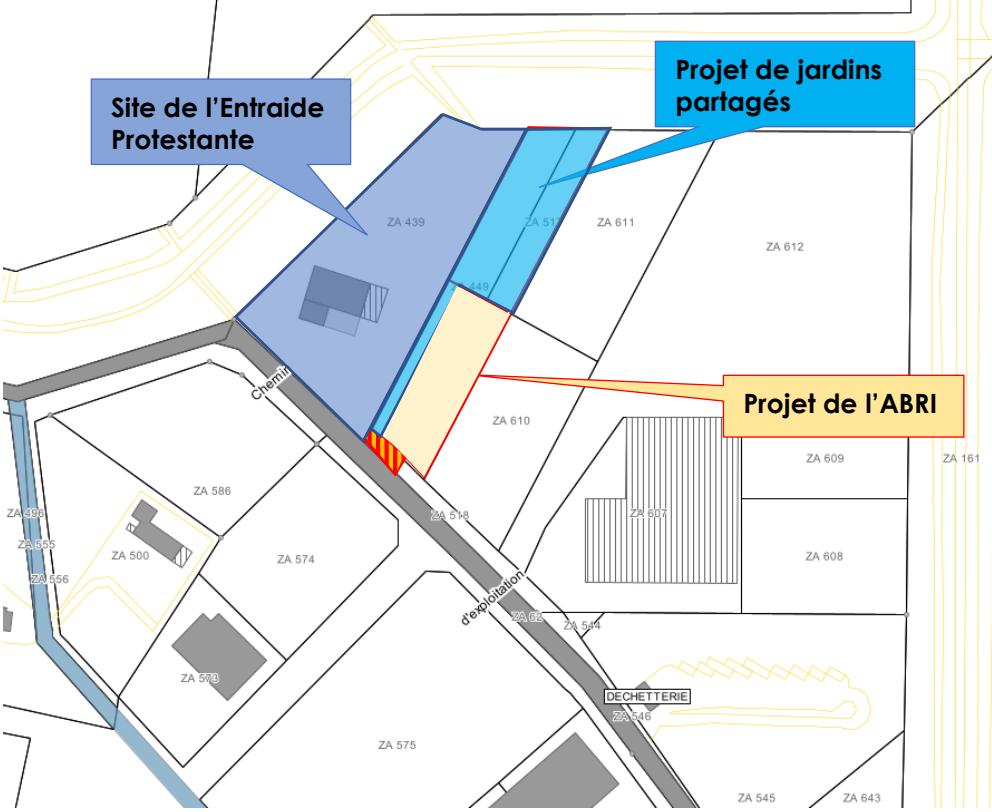 Projet de jardins
partagés
Site de l’Entraide
Protestante
ZA 439
ZA 611
ZA 612
Projet de l’ABRI
Chemin
ZA 610
ZA 609
ZA 161
ZA 586
ZA 496
ZA 518
ZA 607
ZA 555
ZA 500
ZA 574
ZA 608
ZA 556
d'exploitation
ZA 62
ZA 544
ZA 573
DECHETTERIE
ZA 546
ZA 575
ZA 545
ZA 643